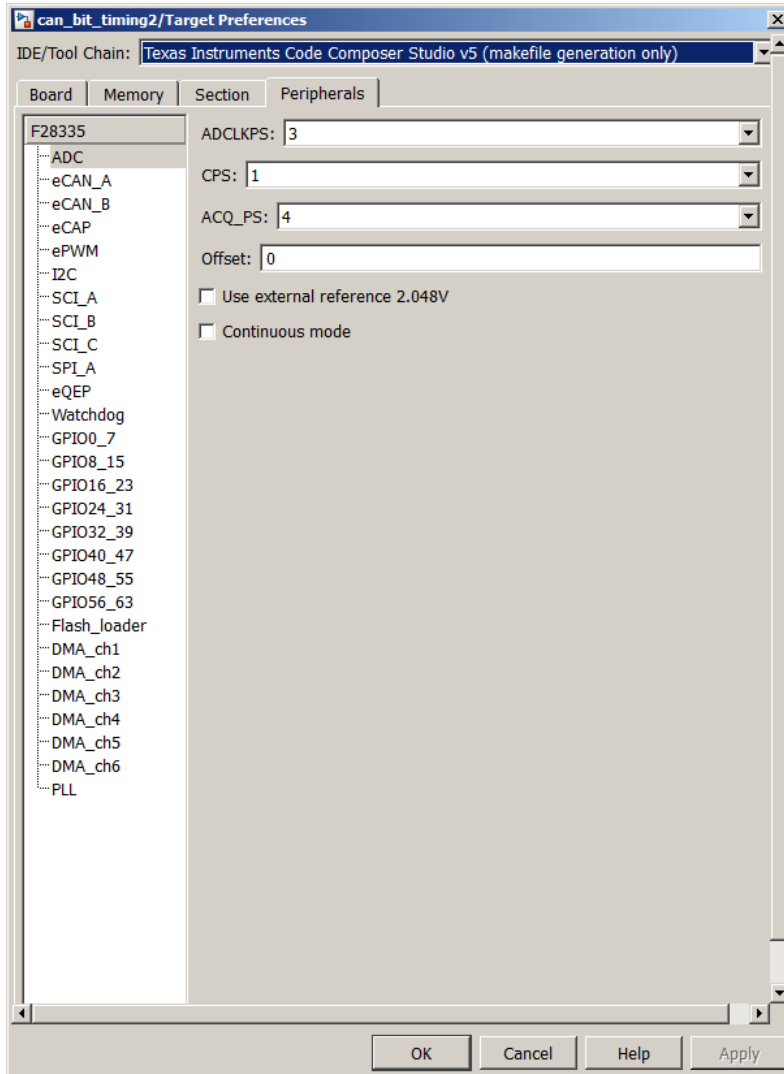 can_bit_timing2/Target Preferences
IDE/Tool Chain: Texas Instruments Code Composer Studio v5 (makefile generation only)
Board Memory Section Peripherals
F28335
ADC
eCAN_A
eCAN_B
eCAP
ePWM
I2C
SCI_A
SCI_B
SCI_C
SPI_A
eQEP
Watchdog
GPIO0_7
GPIO8_15
GPIO16_23
GPIO24_31
GPIO32_39
GPIO40_47
GPIO48_55
GPIO56_63
Flash_loader
DMA_ch1
DMA_ch2
DMA_ch3
DMA_ch4
DMA_ch5
DMA_ch6
PLL
ADCLKPS: 3
CPS: 1
ACQ_PS: 4
Offset: 0
Use external reference 2.048V
Continuous mode
OK Cancel Help Apply